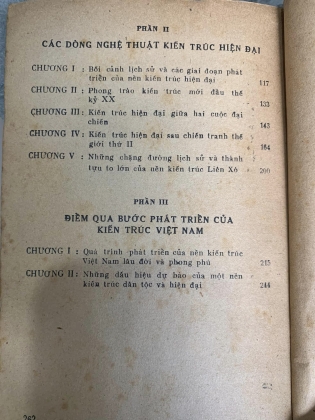 PHẦN II
CÁC DÒNG NGHỆ THUẬT KIẾN TRÚC HIỆN ĐẠI
CHƯƠNG I : Bối cảnh lịch sử và các giai đoạn phát
triển của nền kiến trúc hiện đại 117
CHƯƠNG II : Phong trào kiến trúc mới đầu thế
kỷ XX 132
CHƯƠNG III : Kiến trúc hiện đại giữa hai cuộc đại
chiến 143
CHƯƠNG IV : Kiến trúc hiện đại sau chiến tranh thế
giới thứ II 164
CHƯƠNG V : Những chặng đường lịch sử và thành
tựu to lớn của nền kiến trúc Liên Xô 200
PHẦN III
ĐIỂM QUA BƯỚC PHÁT TRIỂN CỦA
KIẾN TRÚC VIỆT NAM
CHƯƠNG I : Quá trình phát triển của nền kiến trúc
Việt Nam lâu đời và phong phú 215
CHƯƠNG II : Những dấu hiệu dự báo của một nền
kiến trúc dân tộc và hiện đại 244
262